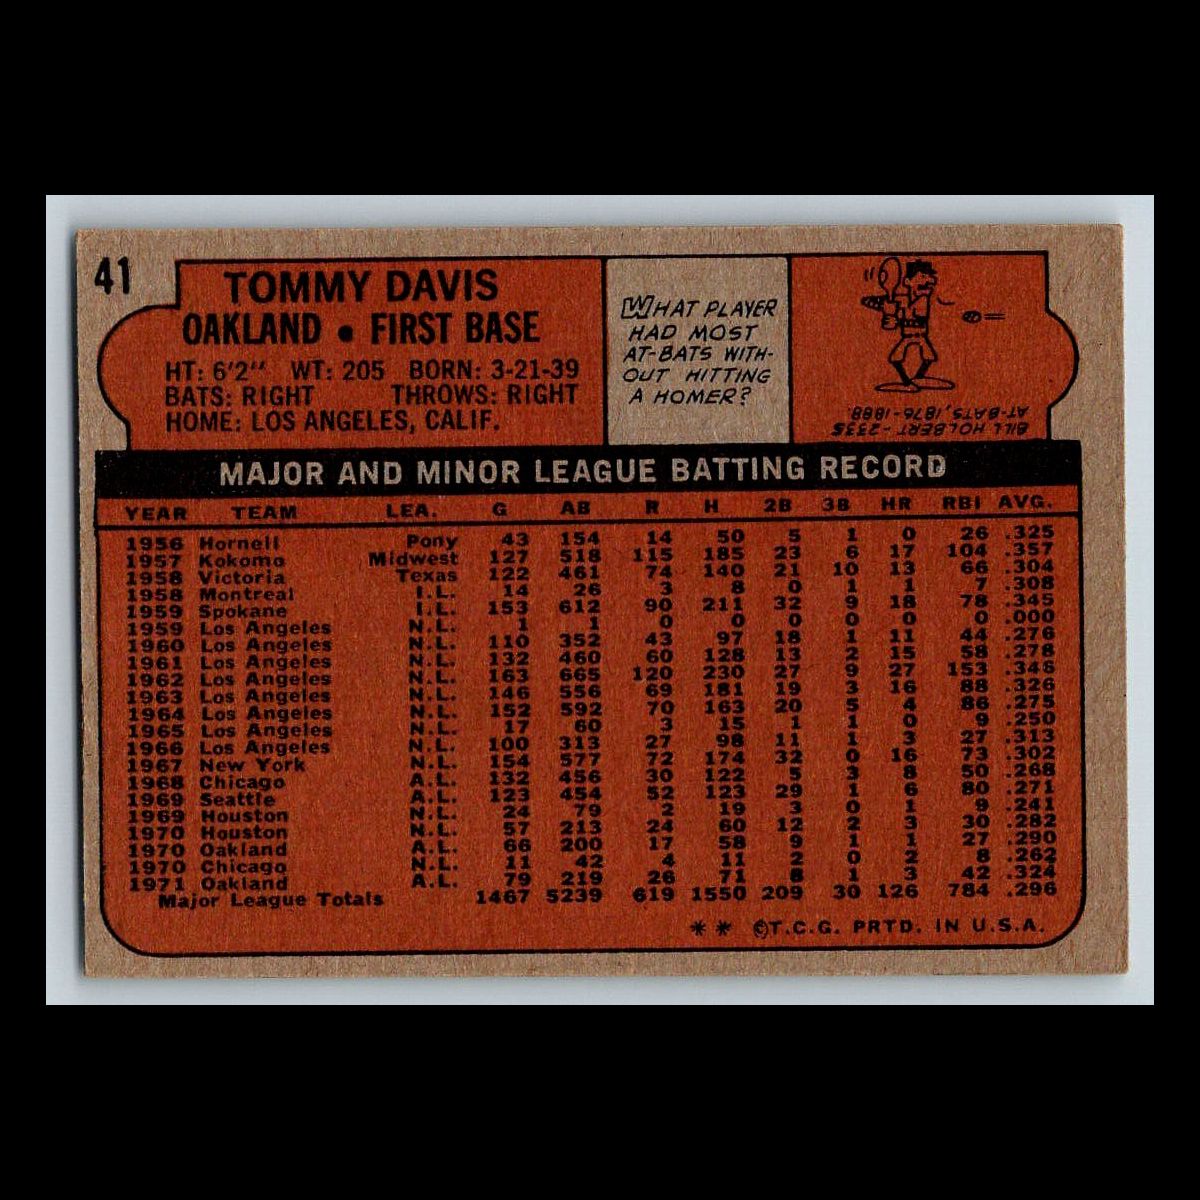 41
TOMMY DAVIS
OAKLAND • FIRST BASE
HT: 6'2" WT: 205 BORN: 3-21-39
BATS: RIGHT THROWS: RIGHT
HOME: LOS ANGELES, CALIF.
WHAT PLAYER
HAD MOST
AT-BATS WITH-
OUT HITTING
A HOMER?
BILL HOLBERT-2335
AT-BATS, 1876-1888.
MAJOR AND MINOR LEAGUE BATTING RECORD
YEAR TEAM LEA. G AB R H 2B 3B HR RBI AVG.
1956 Hornell Pony 43 154 14 50 5 1 0 26 .325
1957 Kokomo Midwest 127 518 115 185 23 6 17 104 .357
1958 Victoria Texas 122 461 74 140 21 10 13 66 .304
1958 Montreal I.L. 14 26 3 8 0 1 1 7 .308
1959 Spokane I.L. 153 612 90 211 32 9 18 78 .345
1959 Los Angeles N.L. 1 1 0 0 0 0 0 0 .000
1960 Los Angeles N.L. 110 352 43 97 18 1 11 44 .276
1961 Los Angeles N.L. 132 460 60 128 13 2 15 58 .278
1962 Los Angeles N.L. 163 665 120 230 27 9 27 153 .346
1963 Los Angeles N.L. 146 556 69 181 19 3 16 88 .326
1964 Los Angeles N.L. 152 592 70 163 20 5 4 86 .275
1965 Los Angeles N.L. 17 60 3 15 1 1 0 9 .250
1966 Los Angeles N.L. 100 313 27 98 11 1 3 27 .313
1967 New York N.L. 154 577 72 174 32 0 16 73 .302
1968 Chicago A.L. 132 456 30 122 5 3 8 50 .268
1969 Seattle A.L. 123 454 52 123 29 1 6 80 .271
1969 Houston N.L. 24 79 2 19 3 0 1 9 .241
1970 Houston N.L. 57 213 24 60 12 2 3 30 .282
1970 Oakland A.L. 66 200 17 58 9 1 1 27 .290
1970 Chicago N.L. 11 42 4 11 2 0 2 8 .262
1971 Oakland A.L. 79 219 26 71 8 1 3 42 .324
Major League Totals 1467 5239 619 1550 209 30 126 784 .296
** ©T.C.G. PRTD. IN U.S.A.